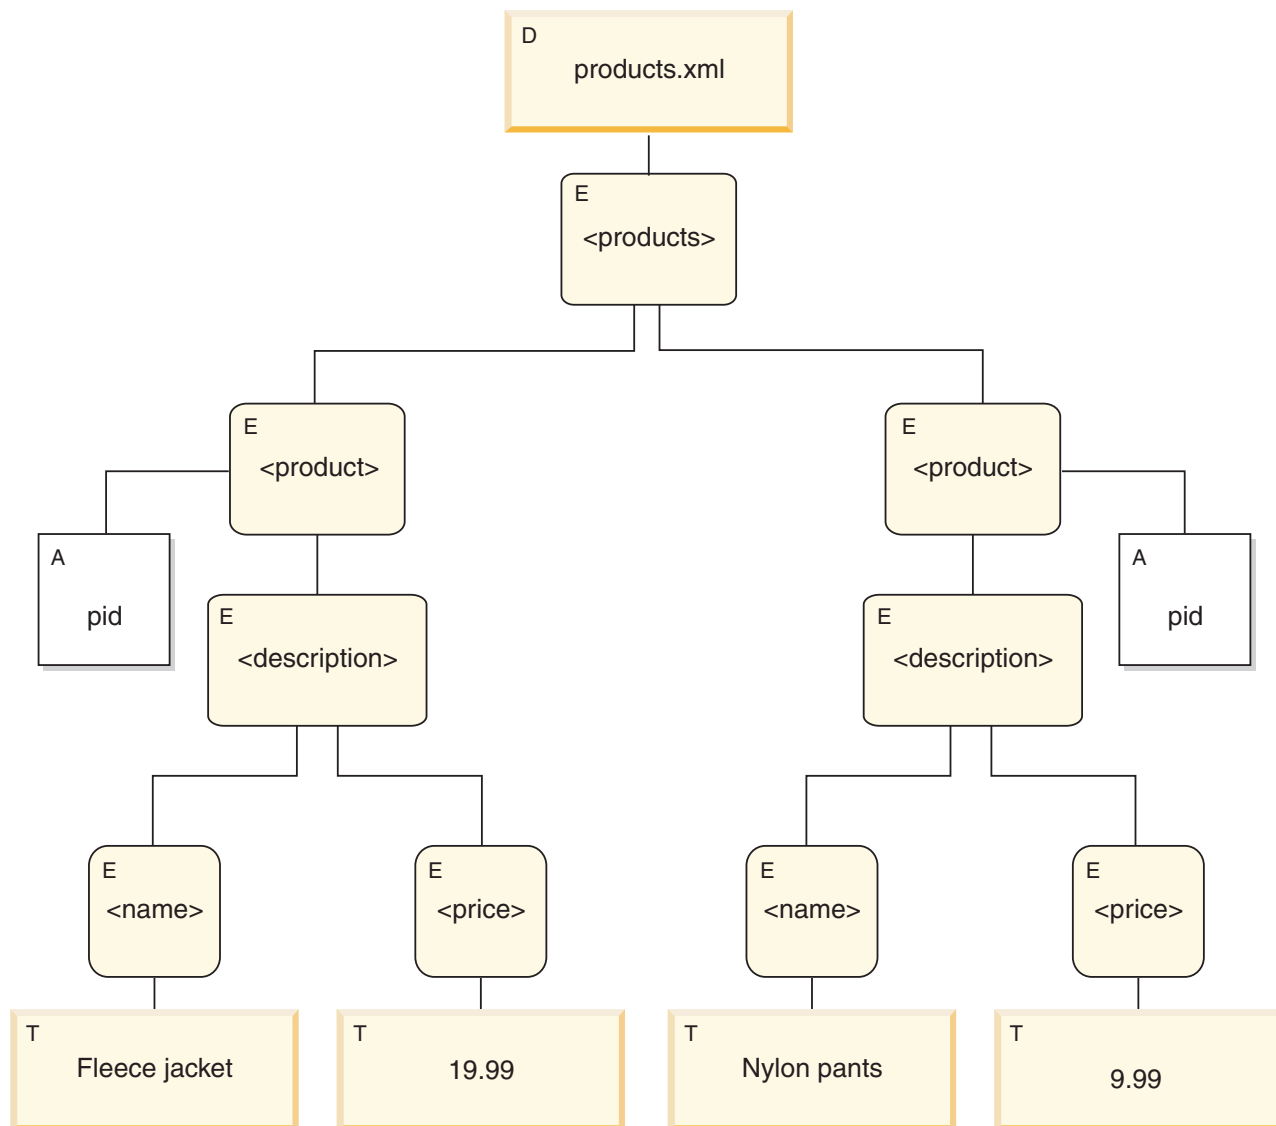 D
products.xml
E
<products>
E
<product>
E
<product>
A
pid
E
<description>
E
<description>
A
pid
E
<name>
E
<price>
E
<name>
E
<price>
T
Fleece jacket
T
19.99
T
Nylon pants
T
9.99